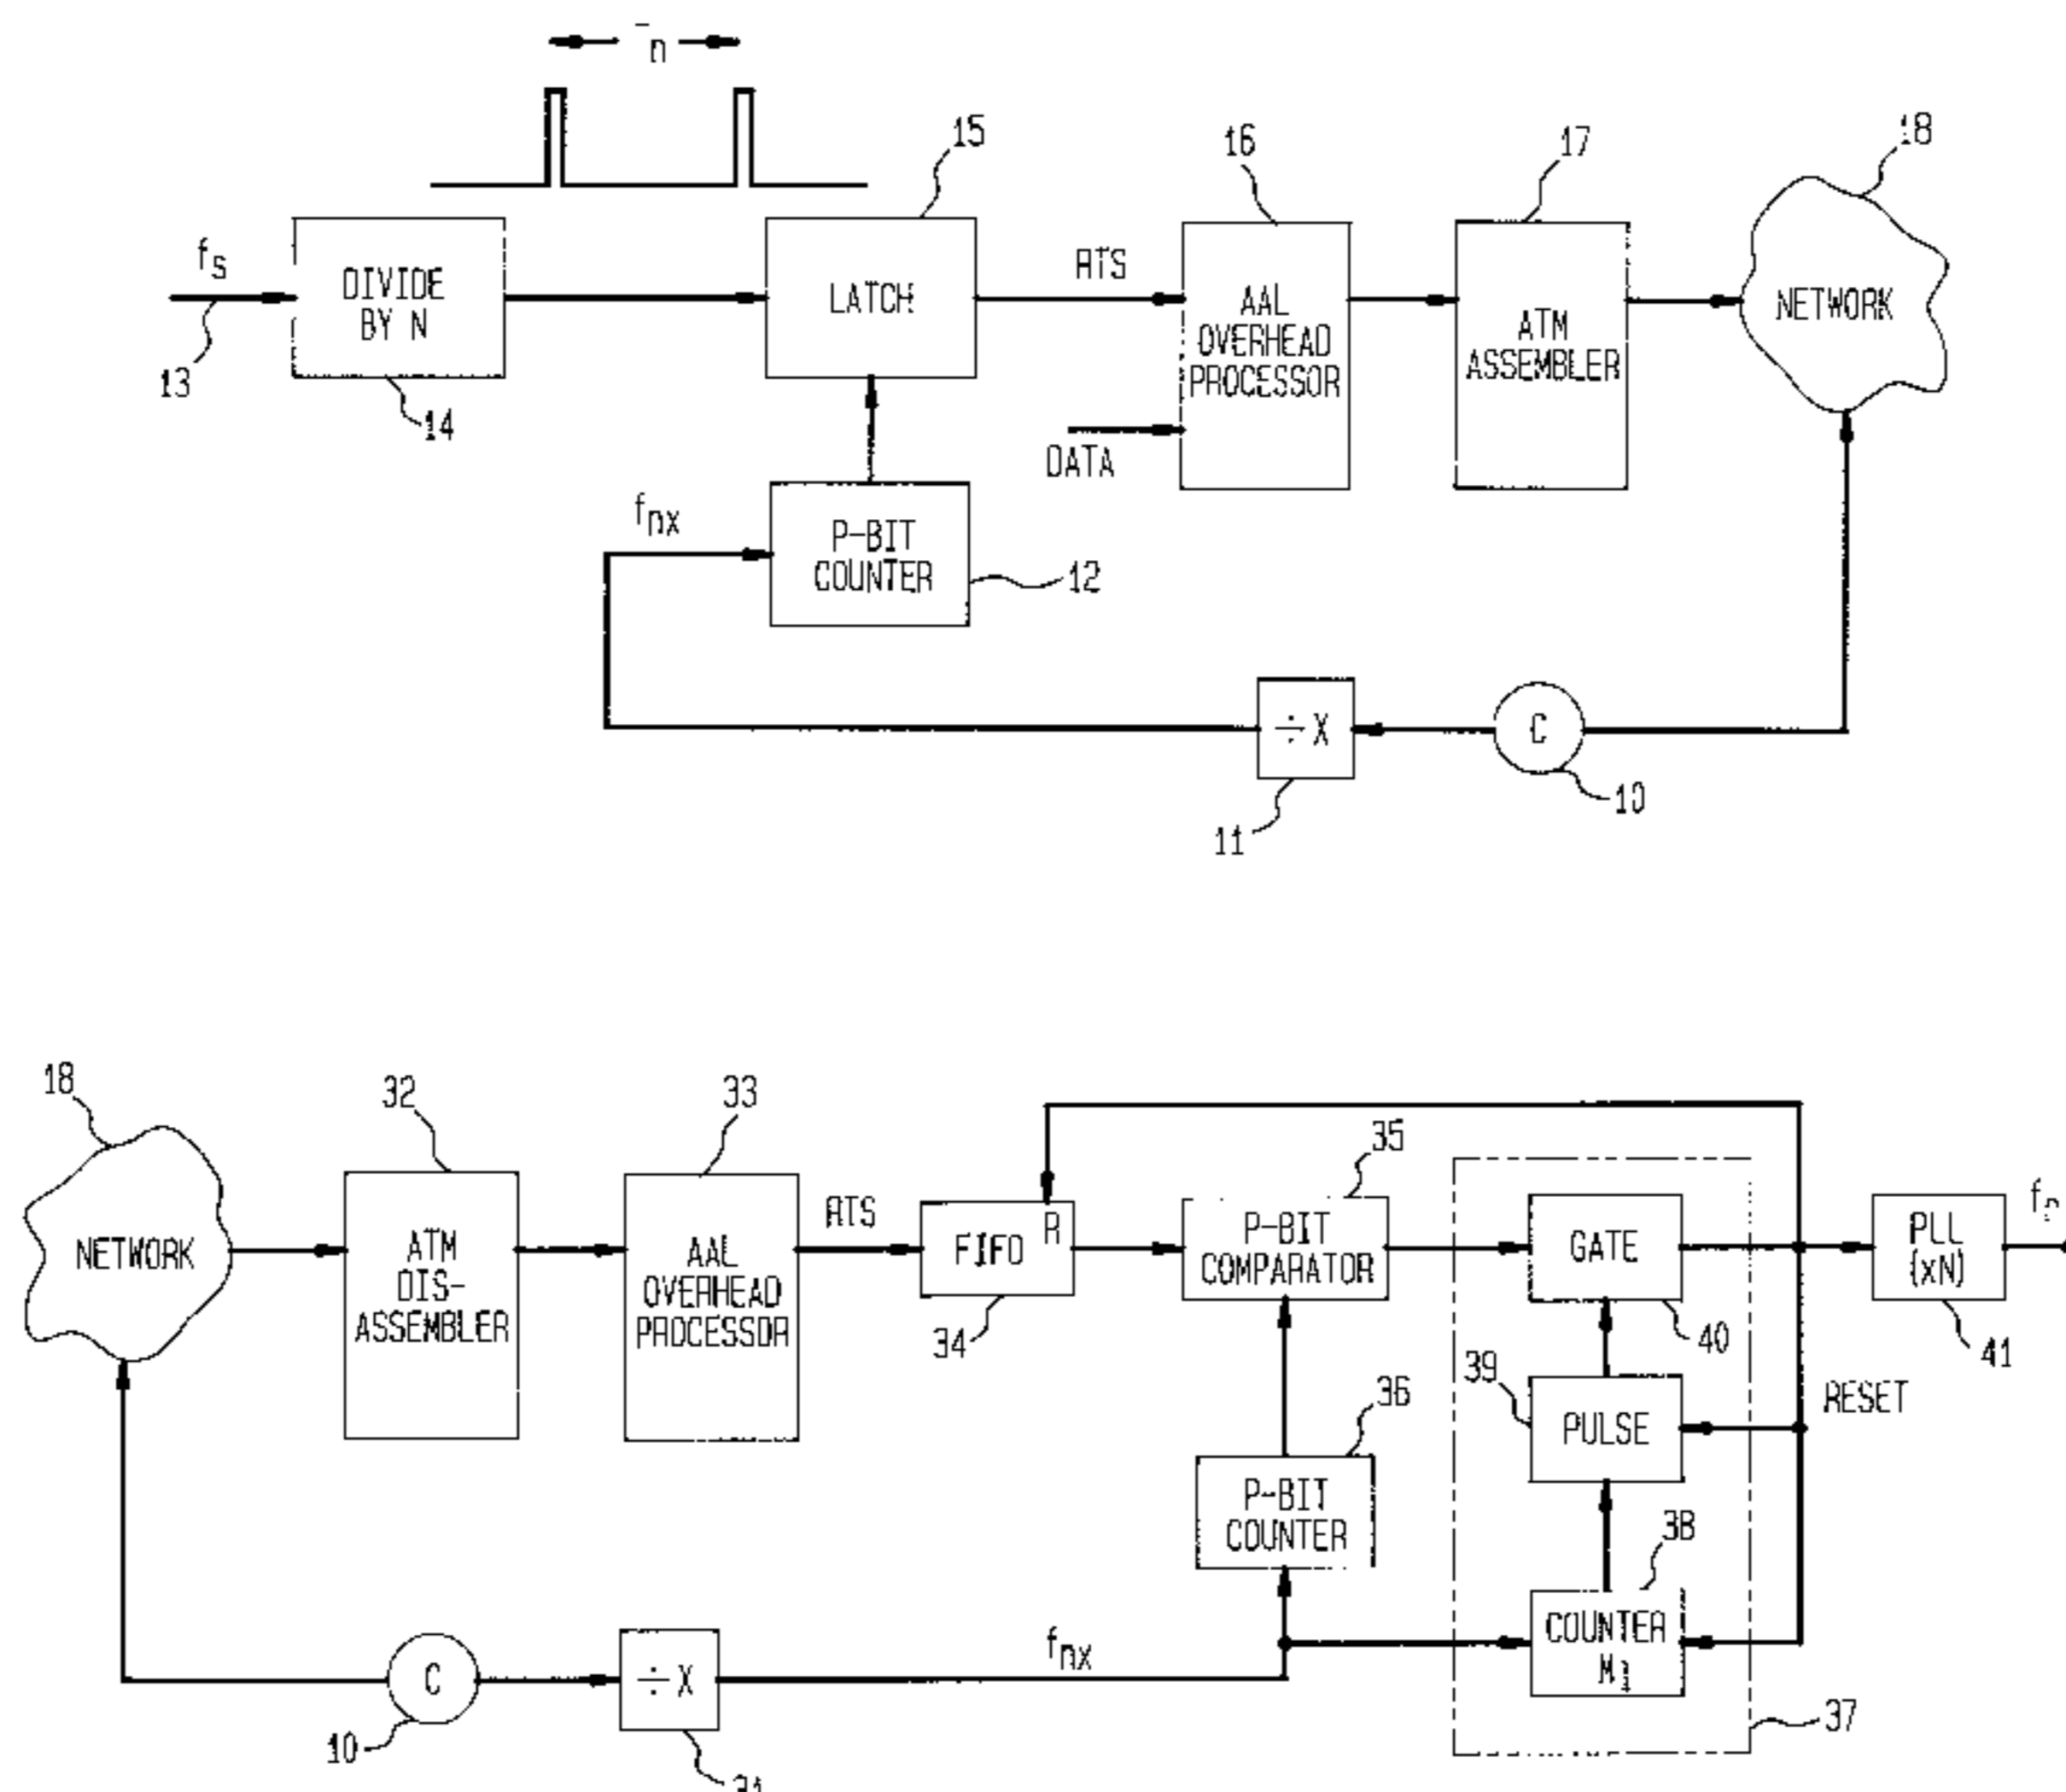 n
15
16
17
18
fs
DIVIDE
BY N
LATCH
RTS
AAL
OVERHEAD
PROCESSOR
ATM
ASSEMBLER
NETWORK
13
14
DATA
fnx
P-BIT
COUNTER
12
÷X
C
10
11
18
32
33
35
NETWORK
ATM
DIS-
ASSEMBLER
AAL
OVERHEAD
PROCESSOR
RTS
FIFO
R
P-BIT
COMPARATOR
GATE
PLL
(xN)
34
40
41
39
36
PULSE
RESET
P-BIT
COUNTER
38
COUNTER
fnx
C
÷X
37
10